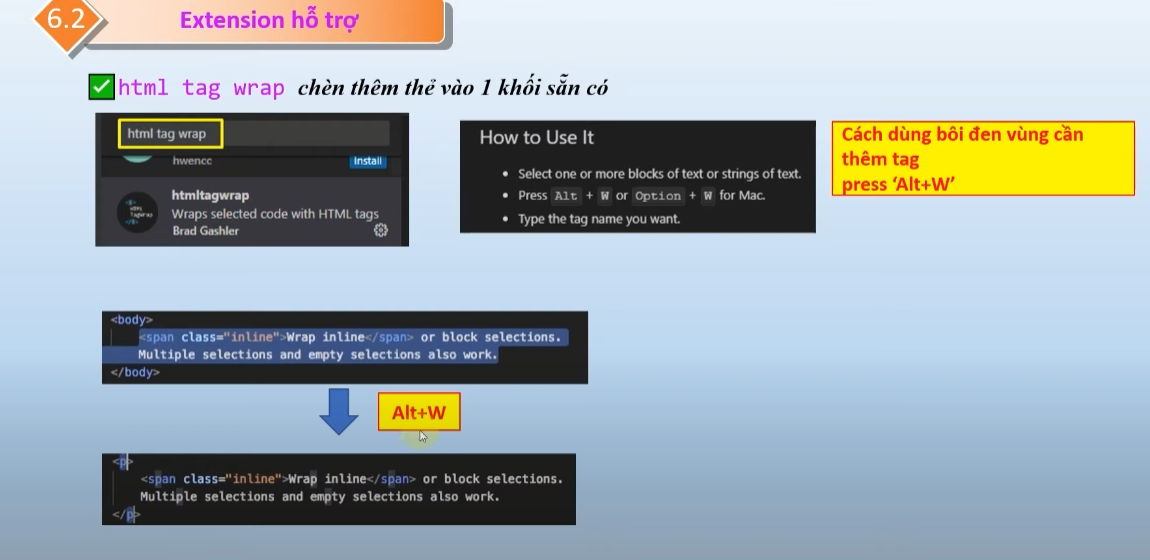 6.2
Extension hỗ trợ
html tag wrap chèn thêm thẻ vào 1 khối sẵn có
html tag wrap
hwencc
Install
htmltagwrap
Wraps selected code with HTML tags
Brad Gashler
How to Use It
• Select one or more blocks of text or strings of text.
• Press Alt + W or Option + W for Mac.
• Type the tag name you want.
Cách dùng bôi đen vùng cần
thêm tag
press ‘Alt+W’
<body>
<span class="inline">Wrap inline</span> or block selections.
Multiple selections and empty selections also work.
</body>
Alt+W
<p>
<span class="inline">Wrap inline</span> or block selections.
Multiple selections and empty selections also work.
</p>